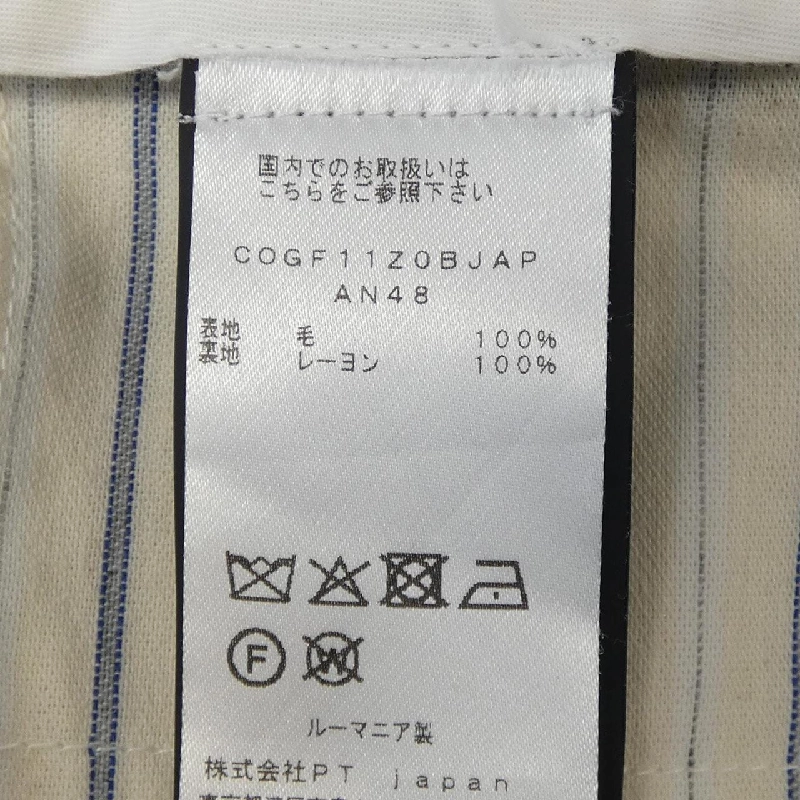 国内でのお取扱いは
こちらをご参照下さい
COGF11Z0BJAP
AN48
表地 毛 100%
裏地 レーヨン 100%
F
W
ルーマニア製
株式会社PT japan